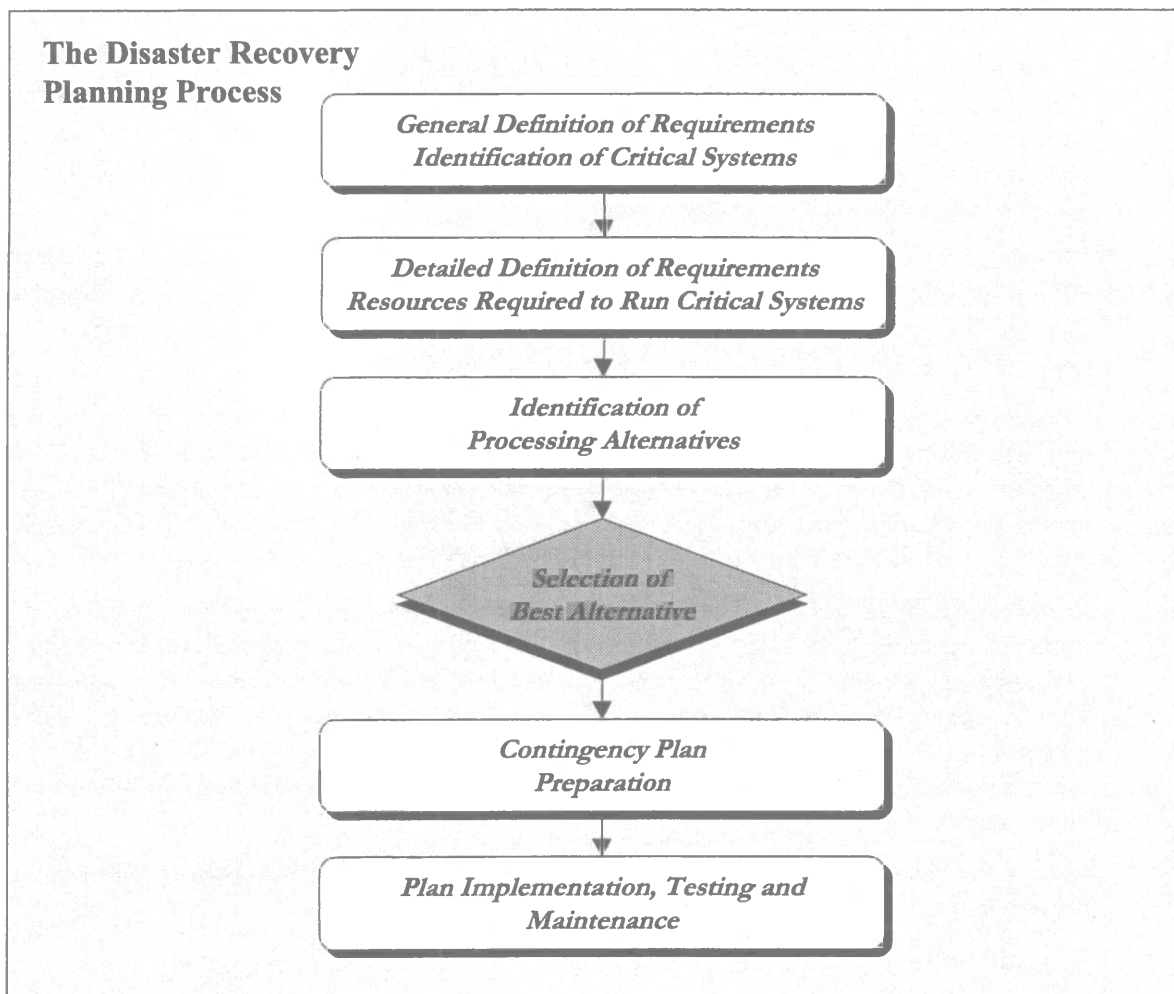 The Disaster Recovery
Planning Process
General Definition of Requirements
Identification of Critical Systems
Detailed Definition of Requirements
Resources Required to Run Critical Systems
Identification of
Processing Alternatives
Selection of
Best Alternative
Contingency Plan
Preparation
Plan Implementation, Testing and
Maintenance